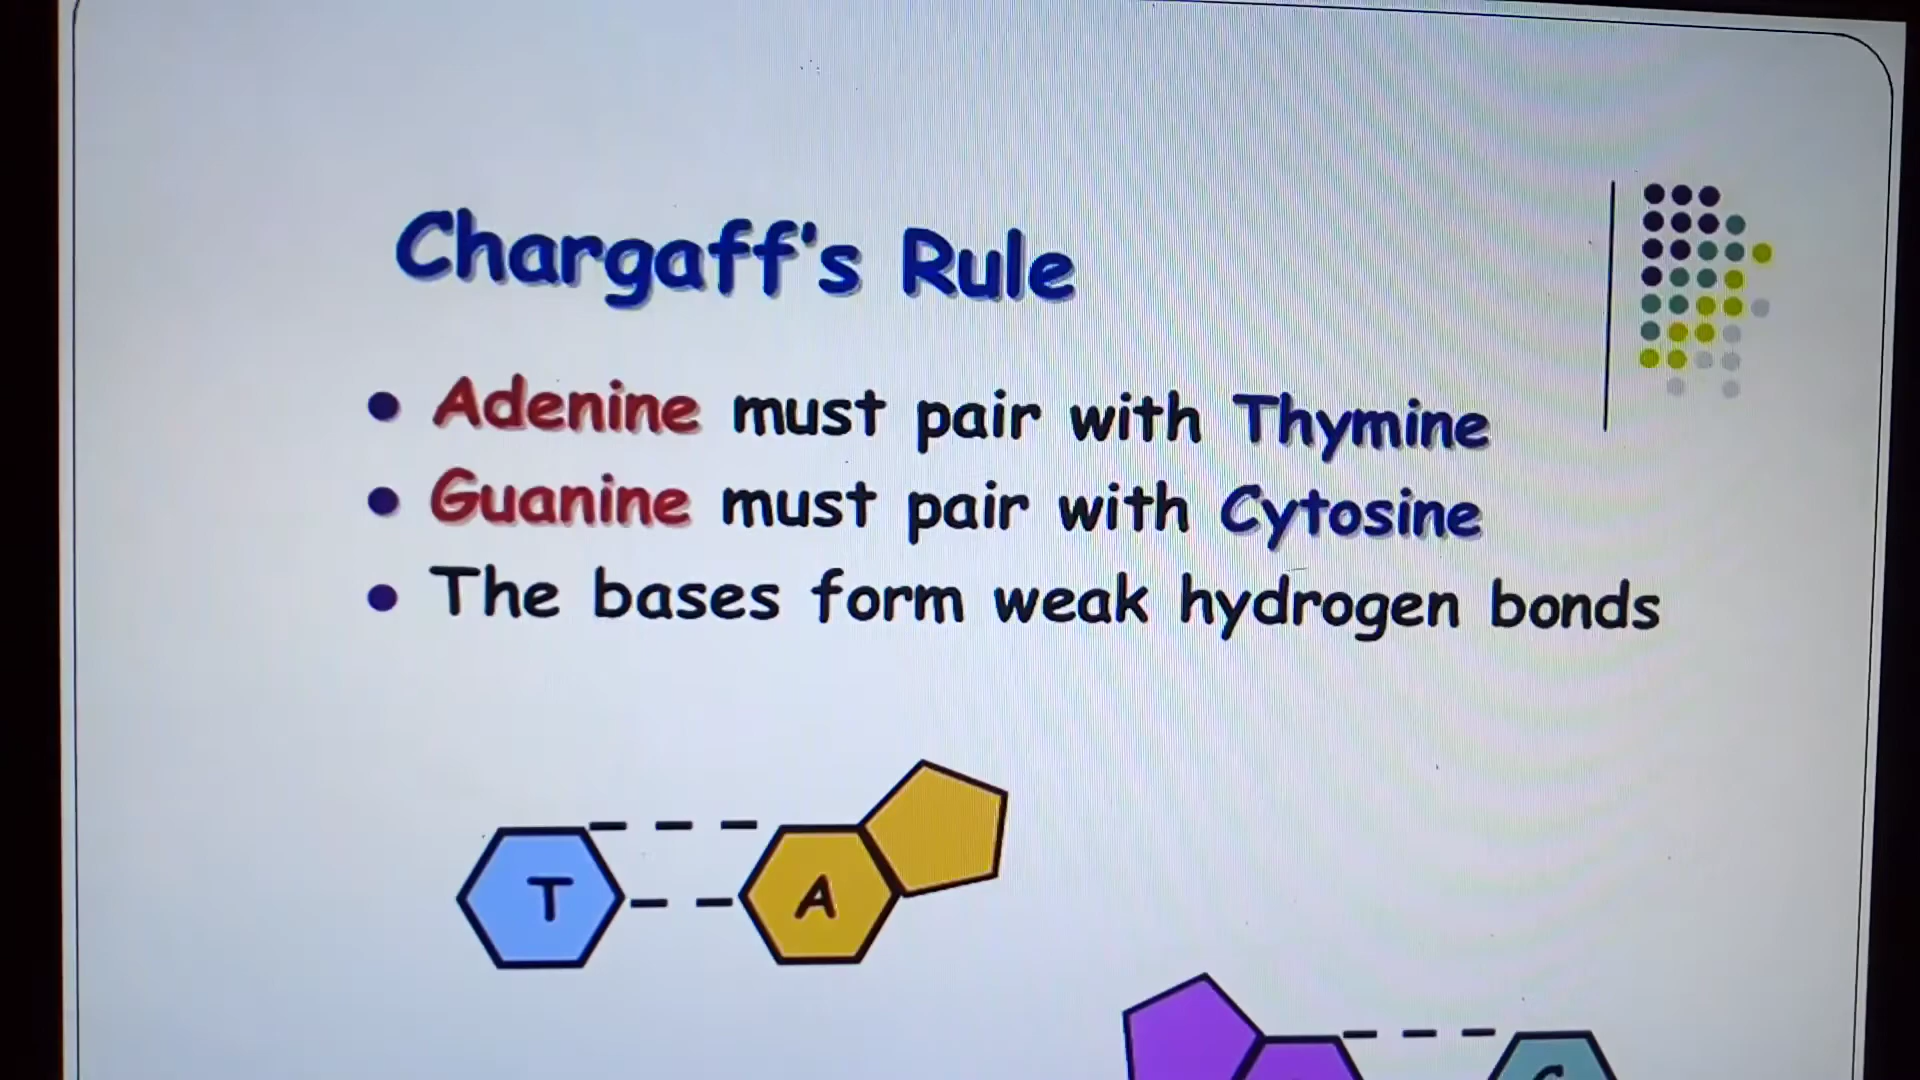 Chargaff's Rule
Adenine must pair with Thymine
Guanine must pair with Cytosine
The bases form weak hydrogen bonds
T
A